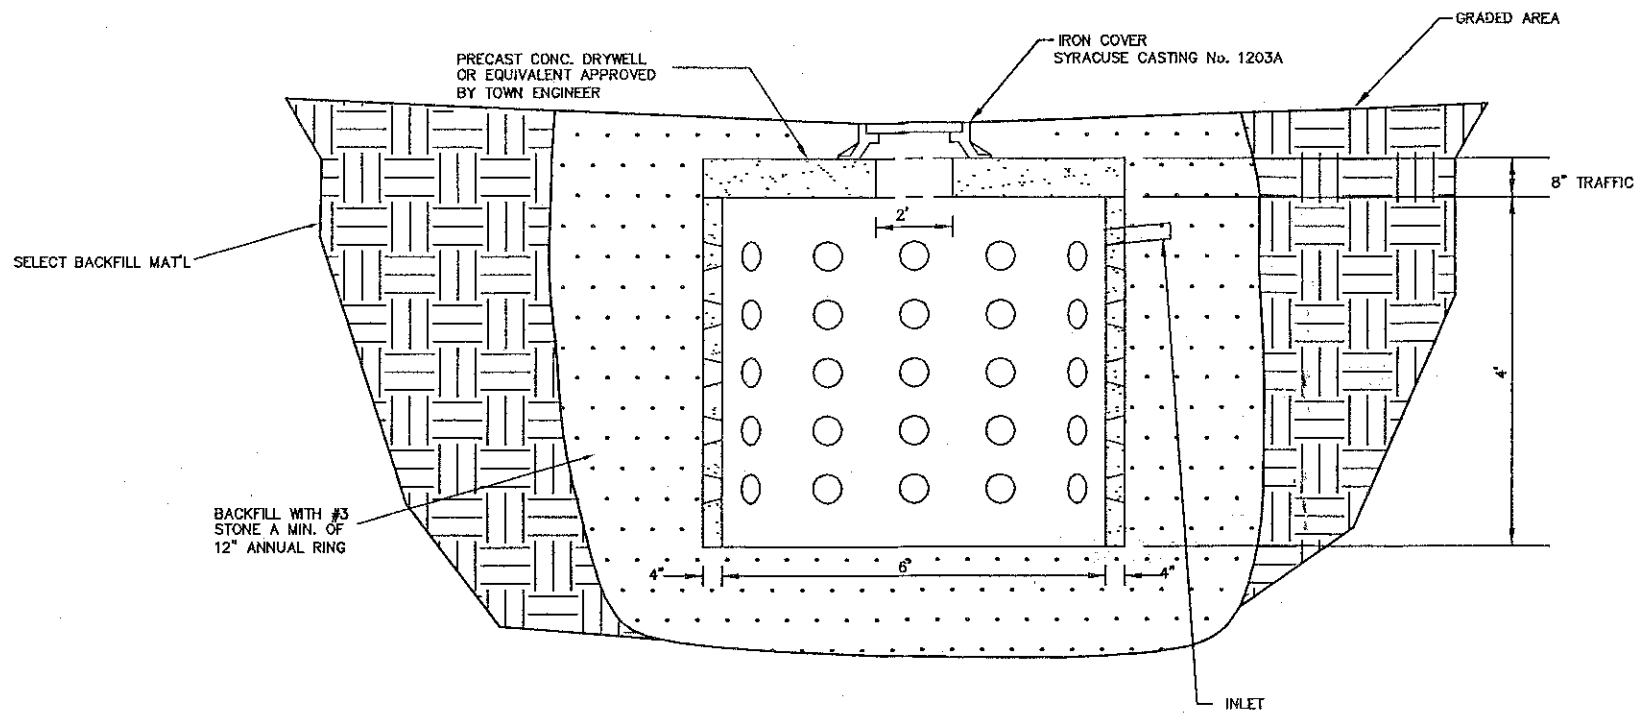 GRADED AREA
IRON COVER
SYRACUSE CASTING No. 1203A
PRECAST CONC. DRYWELL
OR EQUIVALENT APPROVED
BY TOWN ENGINEER
8" TRAFFIC
2'
SELECT BACKFILL MAT'L
4'
BACKFILL WITH #3
STONE A MIN. OF
12" ANNUAL RING
4"
6'
4"
INLET